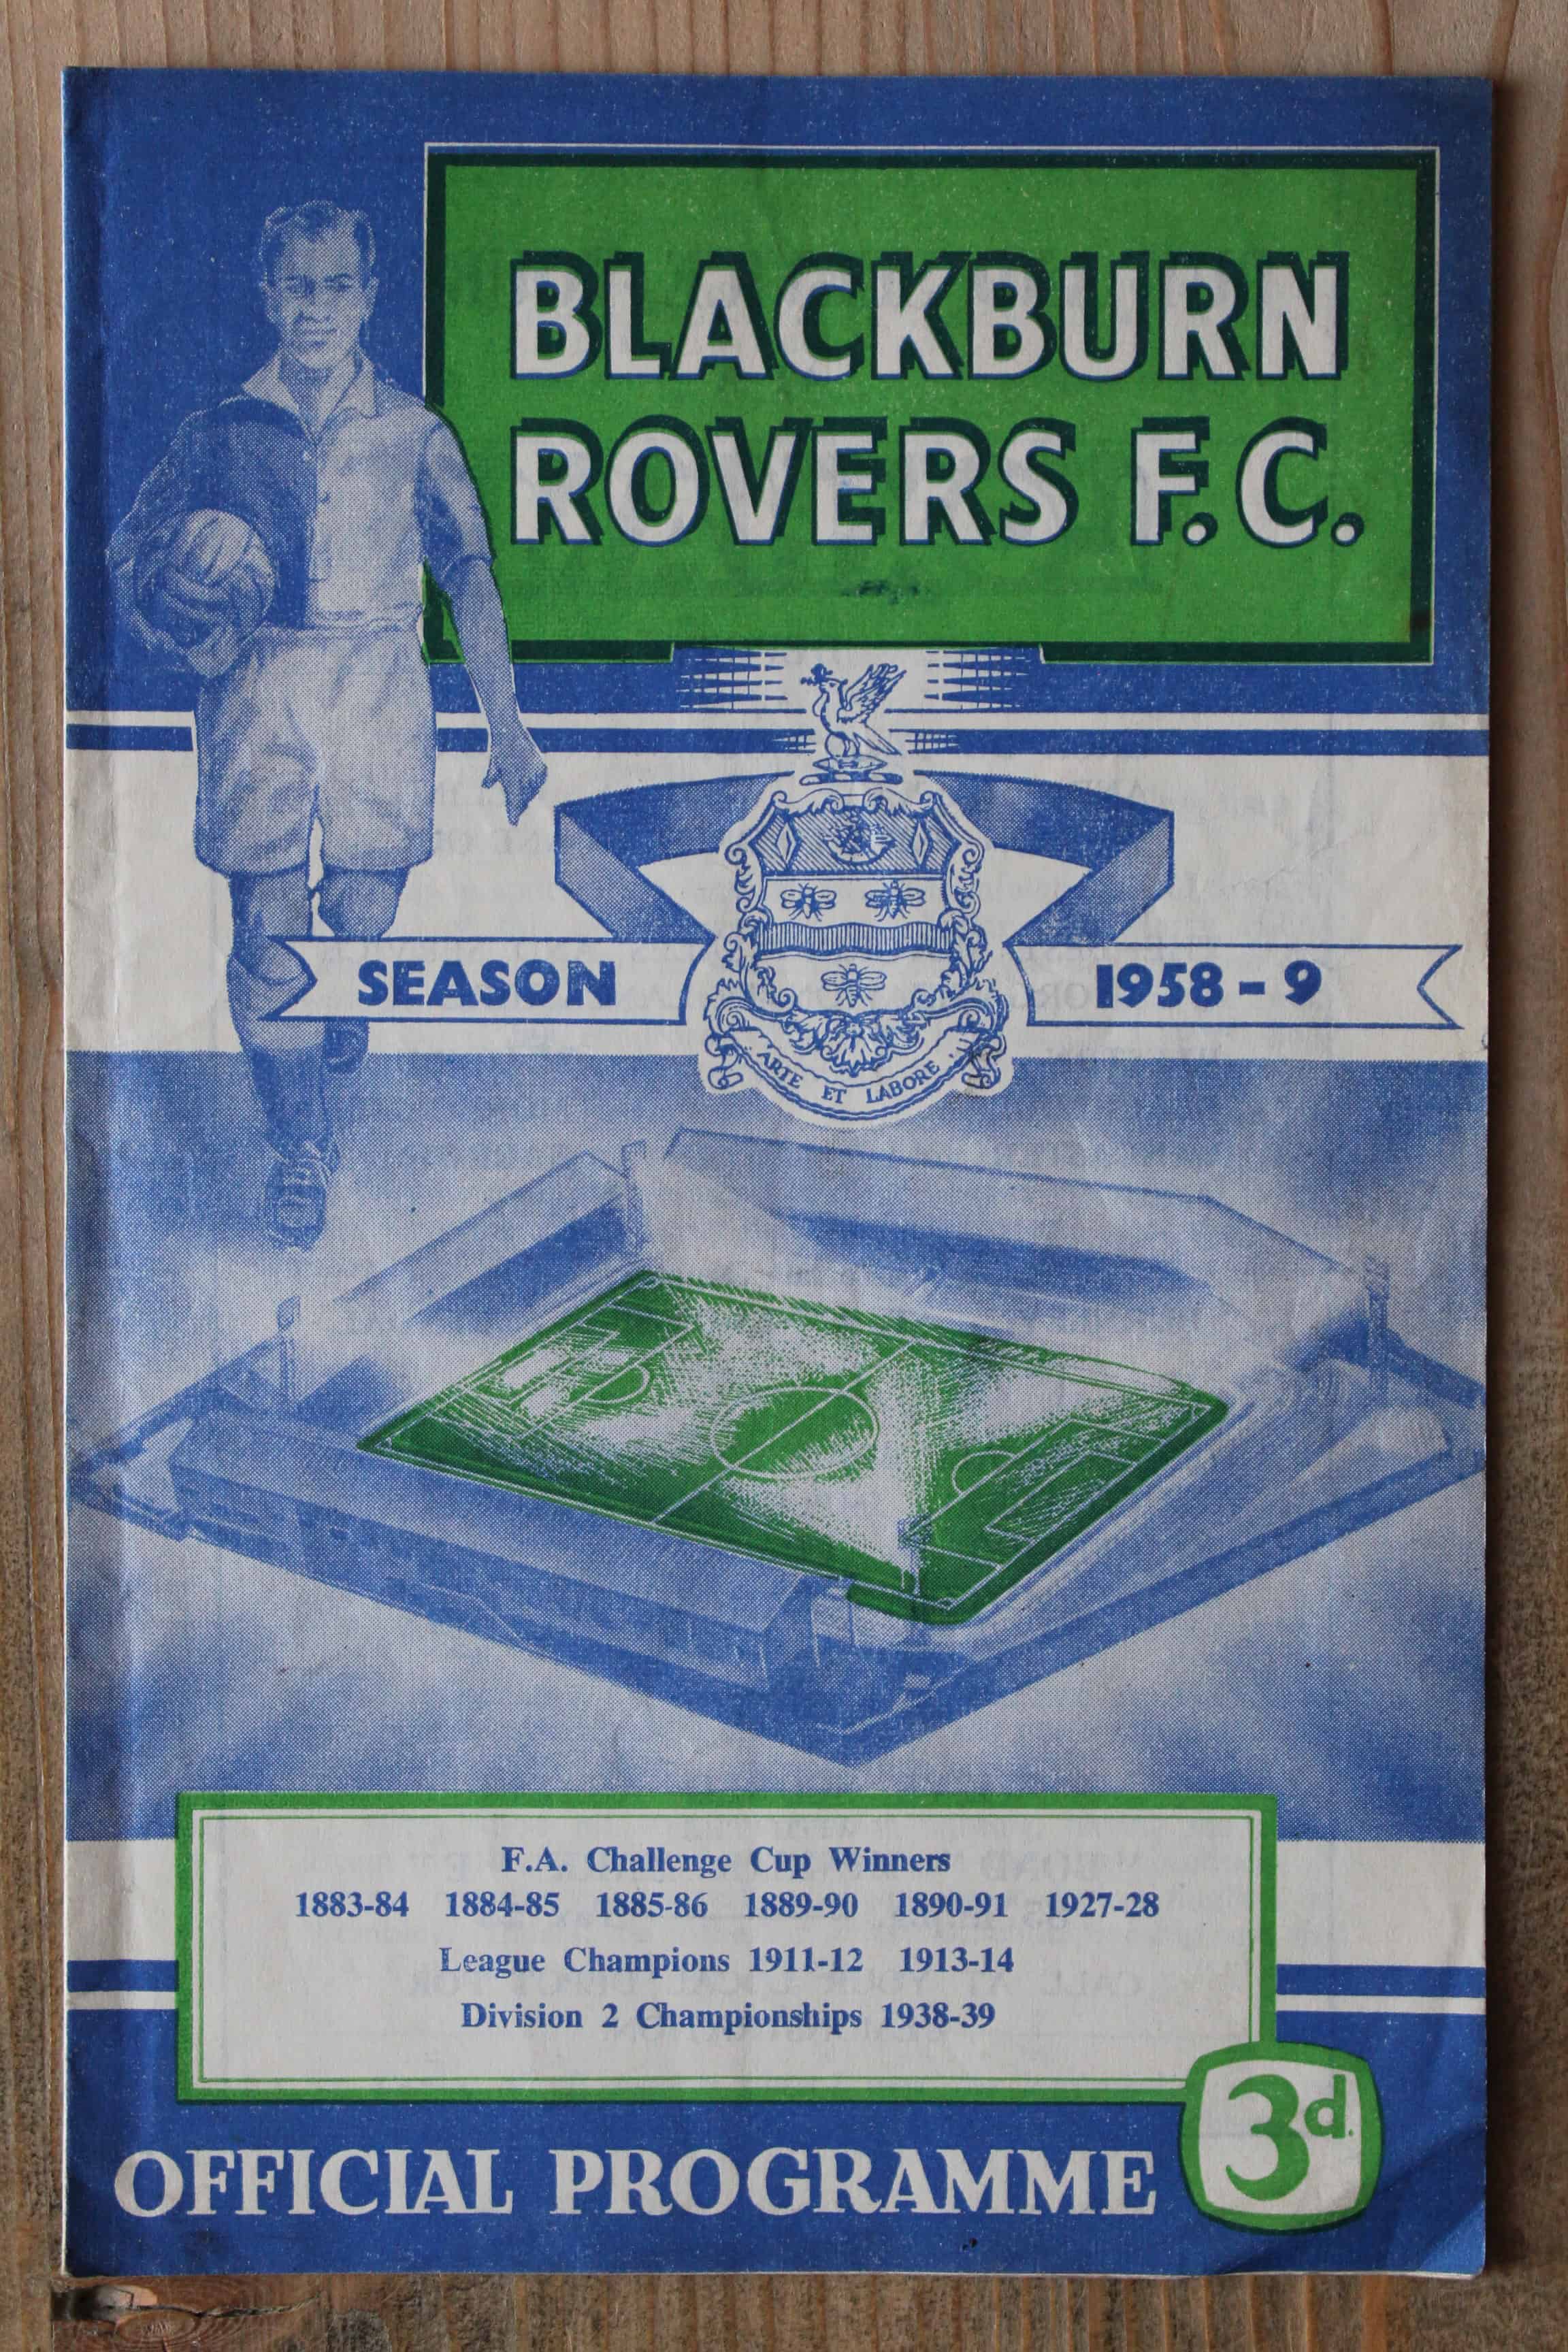 BLACKBURN
ROVERS F.C.
SEASON 1958-9
ARTE ET LABORE
F.A. Challenge Cup Winners
1883-84 1884-85 1885-86 1889-90 1890-91 1927-28
League Champions 1911-12 1913-14
Division 2 Championships 1938-39
3d.
OFFICIAL PROGRAMME